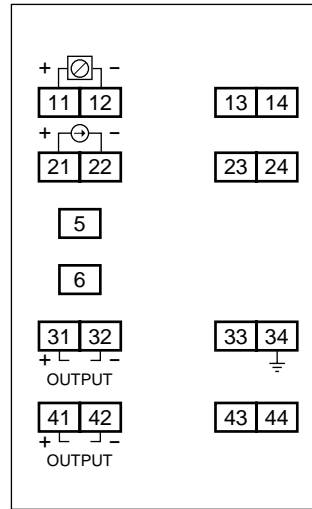 + −
11 12 13 14
+ −
21 22 23 24
5
6
31 32 33 34
+ −
OUTPUT
41 42 43 44
+ −
OUTPUT